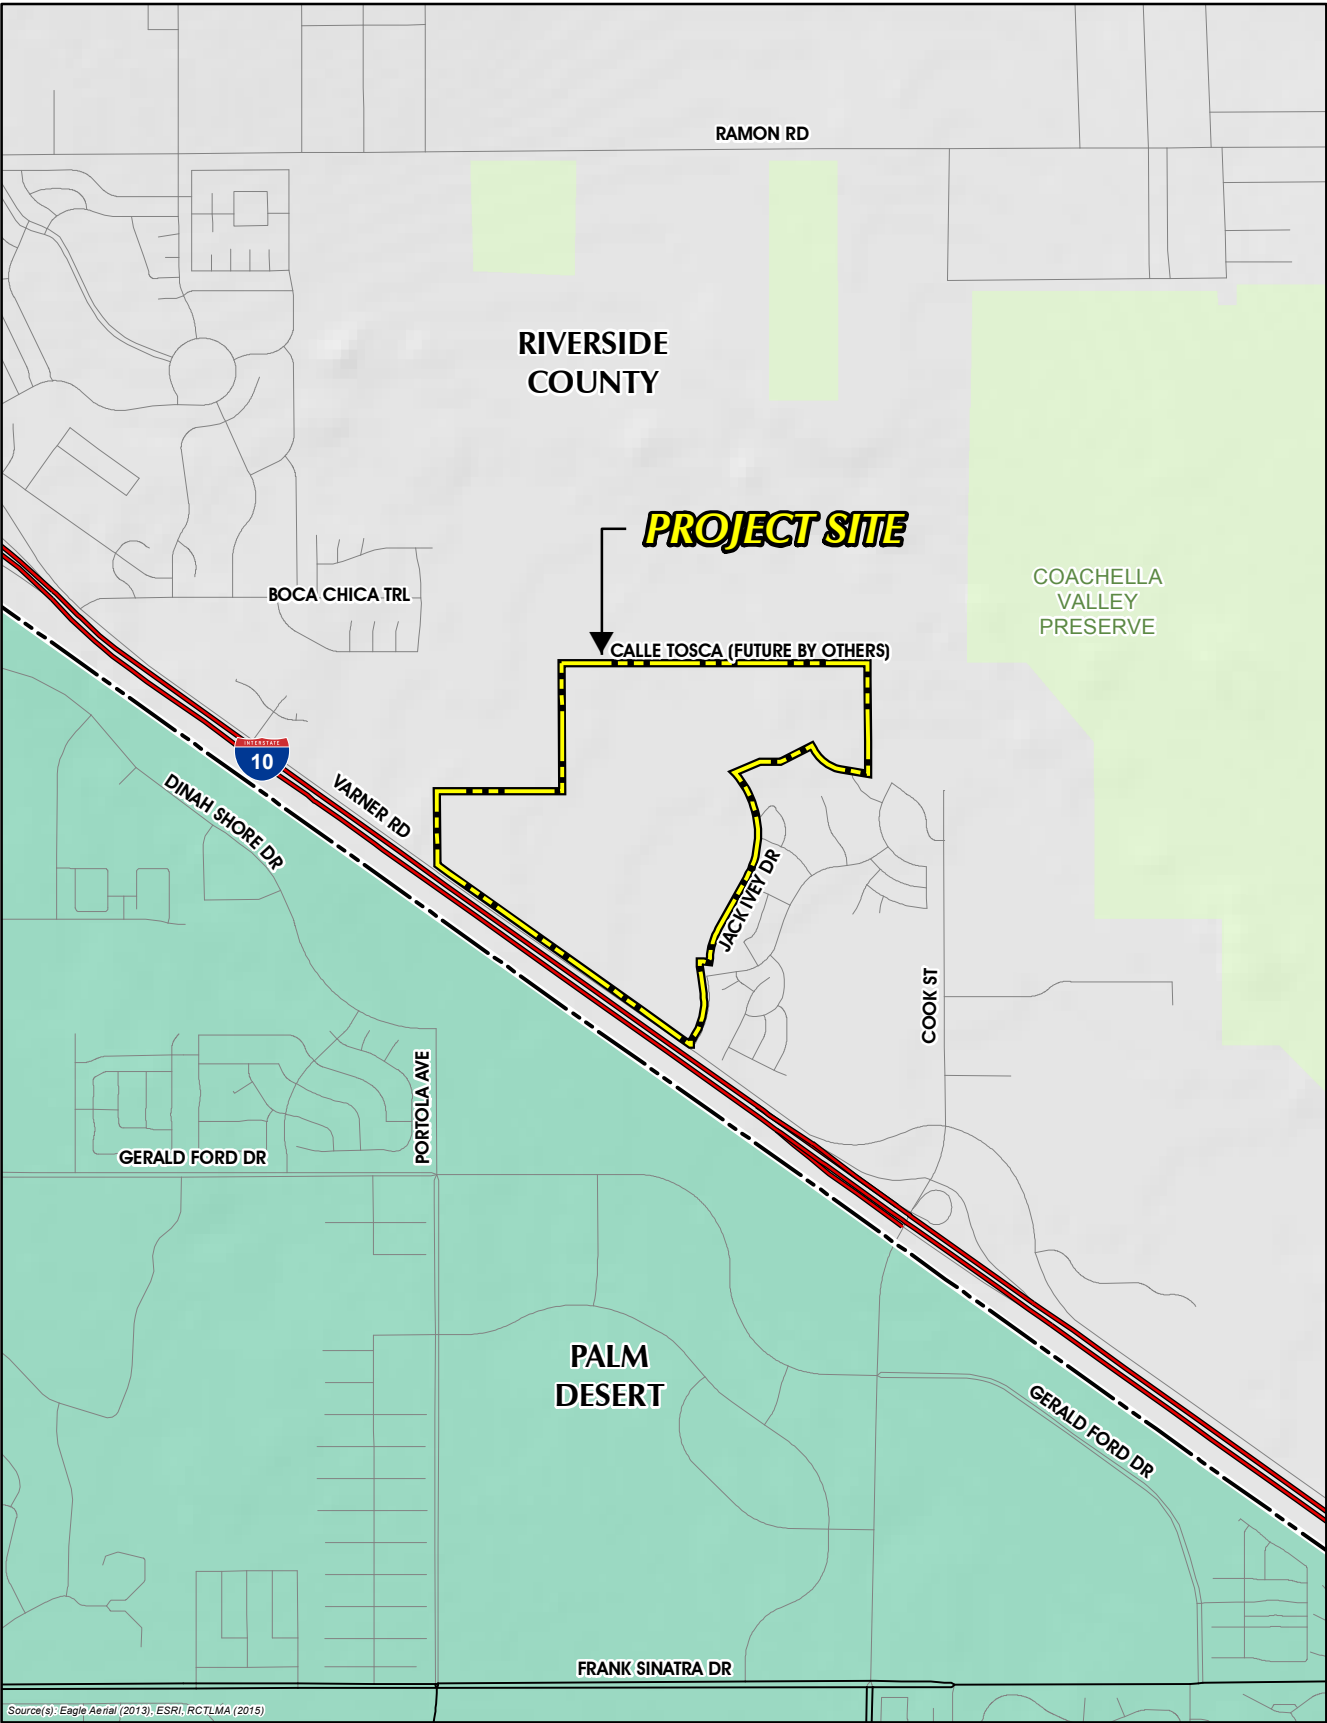 RAMON RD
RIVERSIDE
COUNTY
PROJECT SITE
COACHELLA
VALLEY
PRESERVE
BOCA CHICA TRL
CALLE TOSCA (FUTURE BY OTHERS)
INTERSTATE
10
VARNER RD
DINAH SHORE DR
JACK IVEY DR
COOK ST
PORTOLA AVE
GERALD FORD DR
PALM
DESERT
GERALD FORD DR
FRANK SINATRA DR
Source(s): Eagle Aerial (2013), ESRI, RCTLMA (2015)